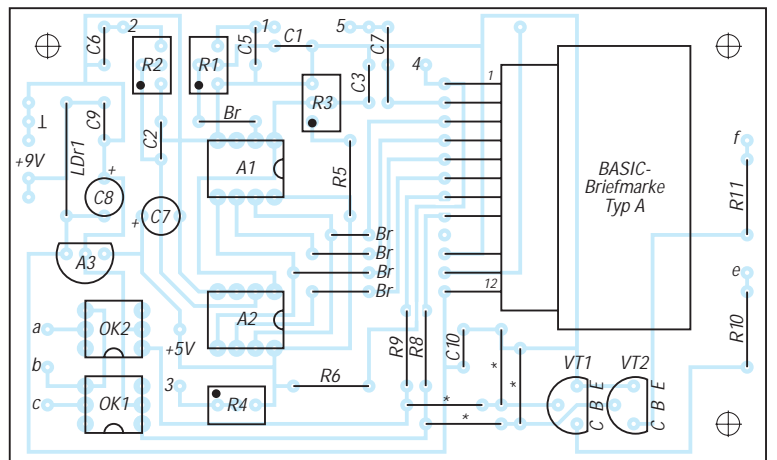 2
1
5
C6
R2
R1
C5
C1
C7
4
C3
1
R3
⊥
+9V
LDr1
C9
C2
Br
+
C8
A1
R5
BASIC-
Briefmarke
Typ A
f
R11
+
C7
Br
Br
Br
Br
A3
12
e
R10
a
OK2
+5V
A2
R9
R8
C10
*
*
VT1
VT2
b
c
OK1
3
R4
R6
*
*
C B E
C B E